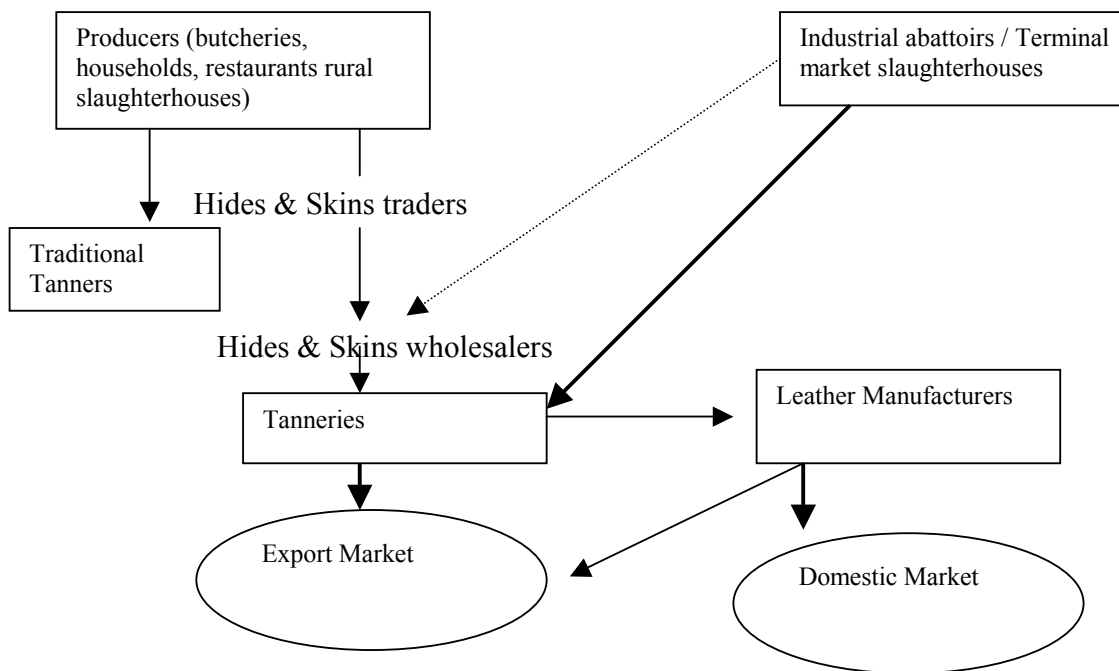 Producers (butcheries,
households, restaurants rural
slaughterhouses)
Industrial abattoirs / Terminal
market slaughterhouses
Hides & Skins traders
Traditional
Tanners
Hides & Skins wholesalers
Tanneries
Leather Manufacturers
Export Market
Domestic Market